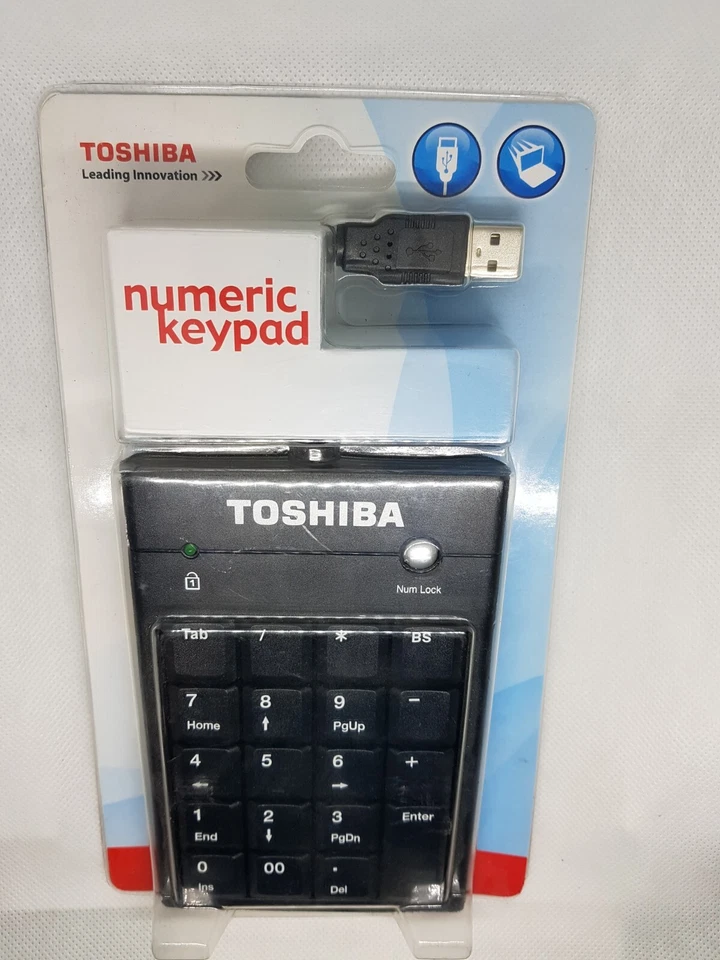 TOSHIBA
Leading Innovation >>>
numeric
keypad
TOSHIBA
1
Num Lock
Tab / * BS
7 8 9 -
Home ↑ PgUp
4 5 6 +
← →
1 2 3 Enter
End ↓ PgDn
0 00 .
Ins Del